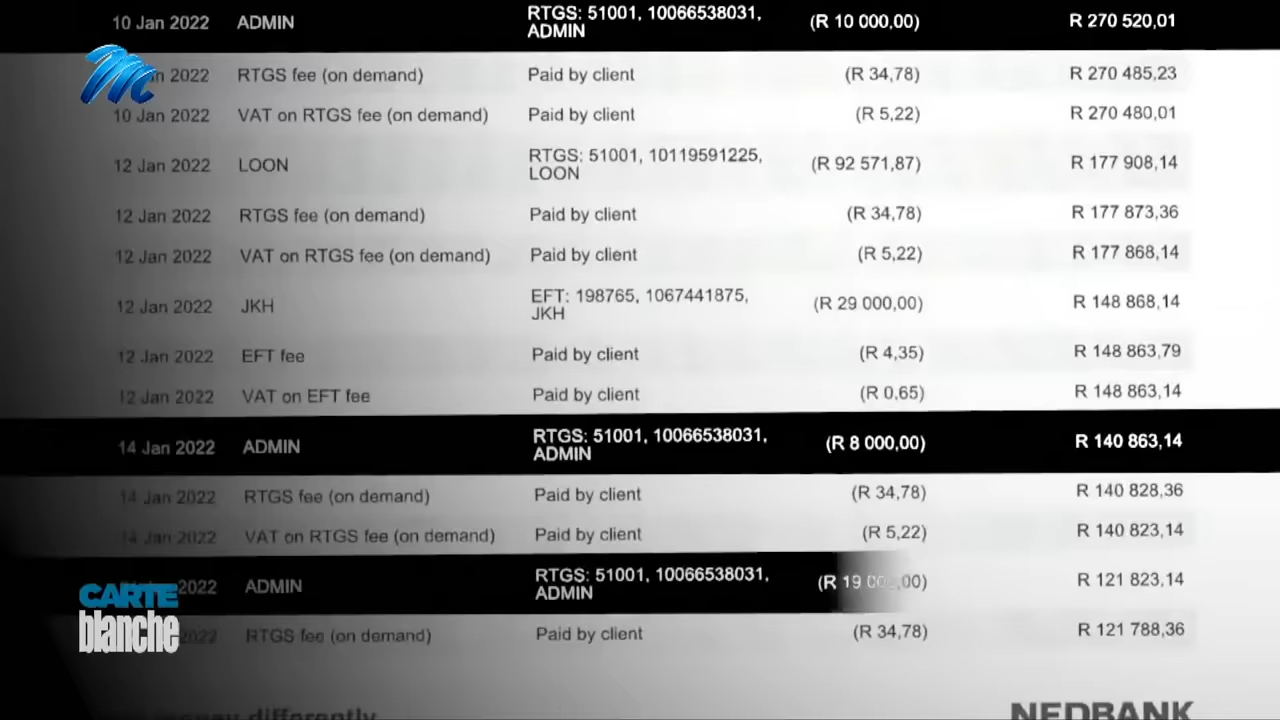 10 Jan 2022 ADMIN RTGS: 51001, 10066538031, (R 10 000,00) R 270 520,01
ADMIN
2022 RTGS fee (on demand) Paid by client (R 34,78) R 270 485,23
10 Jan 2022 VAT on RTGS fee (on demand) Paid by client (R 5,22) R 270 480,01
12 Jan 2022 LOON RTGS: 51001, 10119591225, (R 92 571,87) R 177 908,14
LOON
12 Jan 2022 RTGS fee (on demand) Paid by client (R 34,78) R 177 873,36
12 Jan 2022 VAT on RTGS fee (on demand) Paid by client (R 5,22) R 177 868,14
12 Jan 2022 JKH EFT: 198765, 1067441875, (R 29 000,00) R 148 868,14
JKH
12 Jan 2022 EFT fee Paid by client (R 4,35) R 148 863,79
12 Jan 2022 VAT on EFT fee Paid by client (R 0,65) R 148 863,14
14 Jan 2022 ADMIN RTGS: 51001, 10066538031, (R 8 000,00) R 140 863,14
ADMIN
14 Jan 2022 RTGS fee (on demand) Paid by client (R 34,78) R 140 828,36
14 Jan 2022 VAT on RTGS fee (on demand) Paid by client (R 5,22) R 140 823,14
2022 ADMIN RTGS: 51001, 10066538031, (R 19 000,00) R 121 823,14
ADMIN
CARTE
blanche
2022 RTGS fee (on demand) Paid by client (R 34,78) R 121 788,36
money differently
NEDBANK